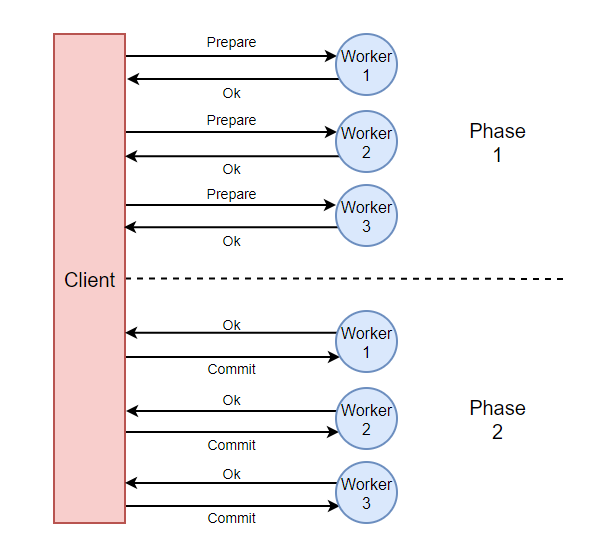 Prepare
Worker
1
Ok
Prepare
Worker
2
Ok
Phase
1
Prepare
Worker
3
Ok
Client
Ok
Worker
1
Commit
Ok
Worker
2
Commit
Phase
2
Ok
Worker
3
Commit